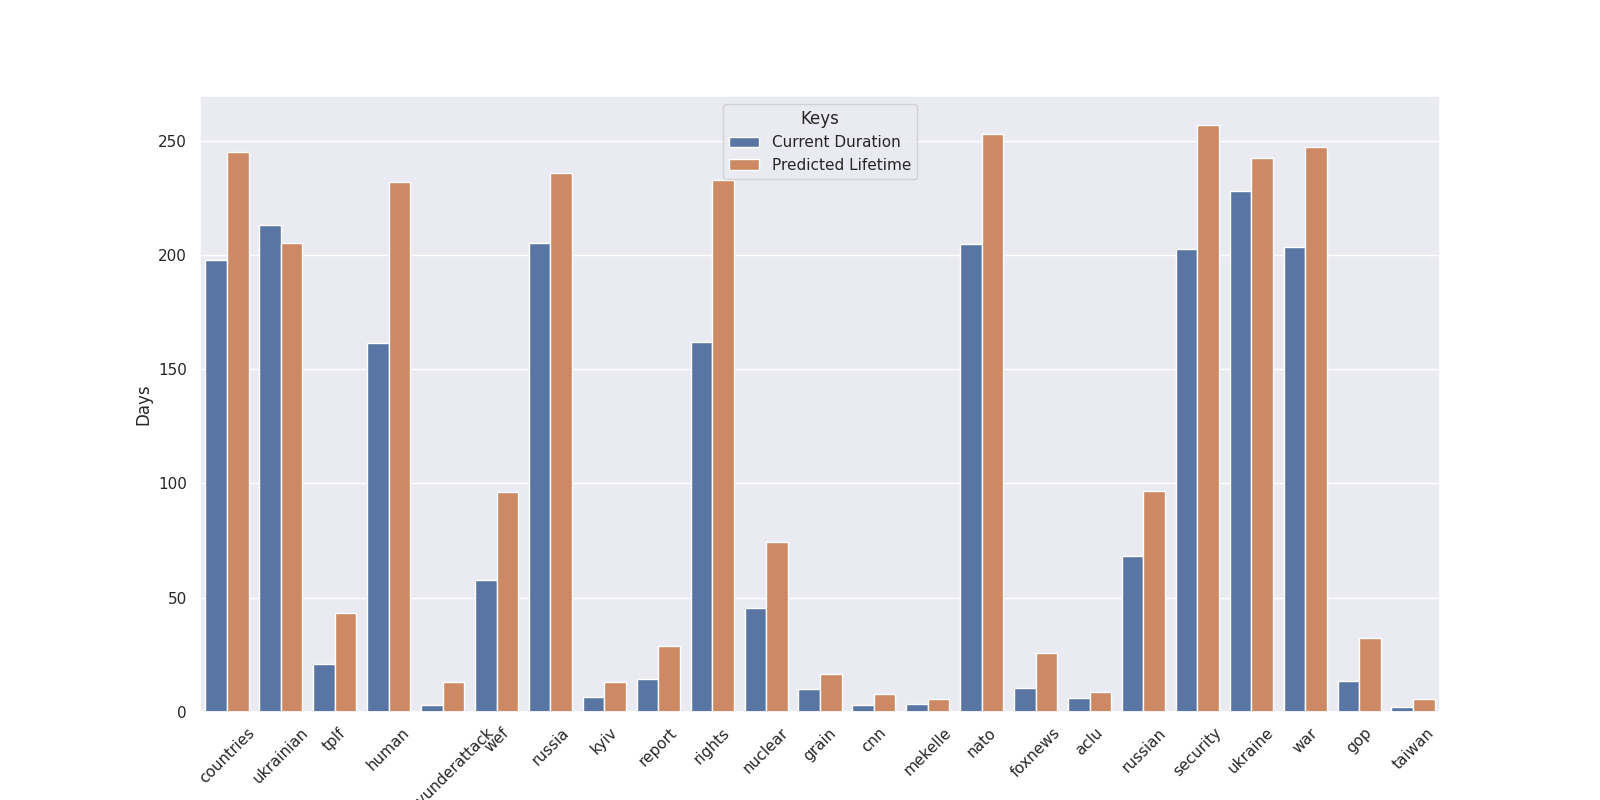 Keys
Current Duration
Predicted Lifetime
Days
250
200
150
100
50
0
countries
ukrainian
tplf
human
wef
russia
kyiv
report
rights
nuclear
grain
cnn
mekelle
nato
foxnews
aclu
russian
security
ukraine
war
gop
taiwan